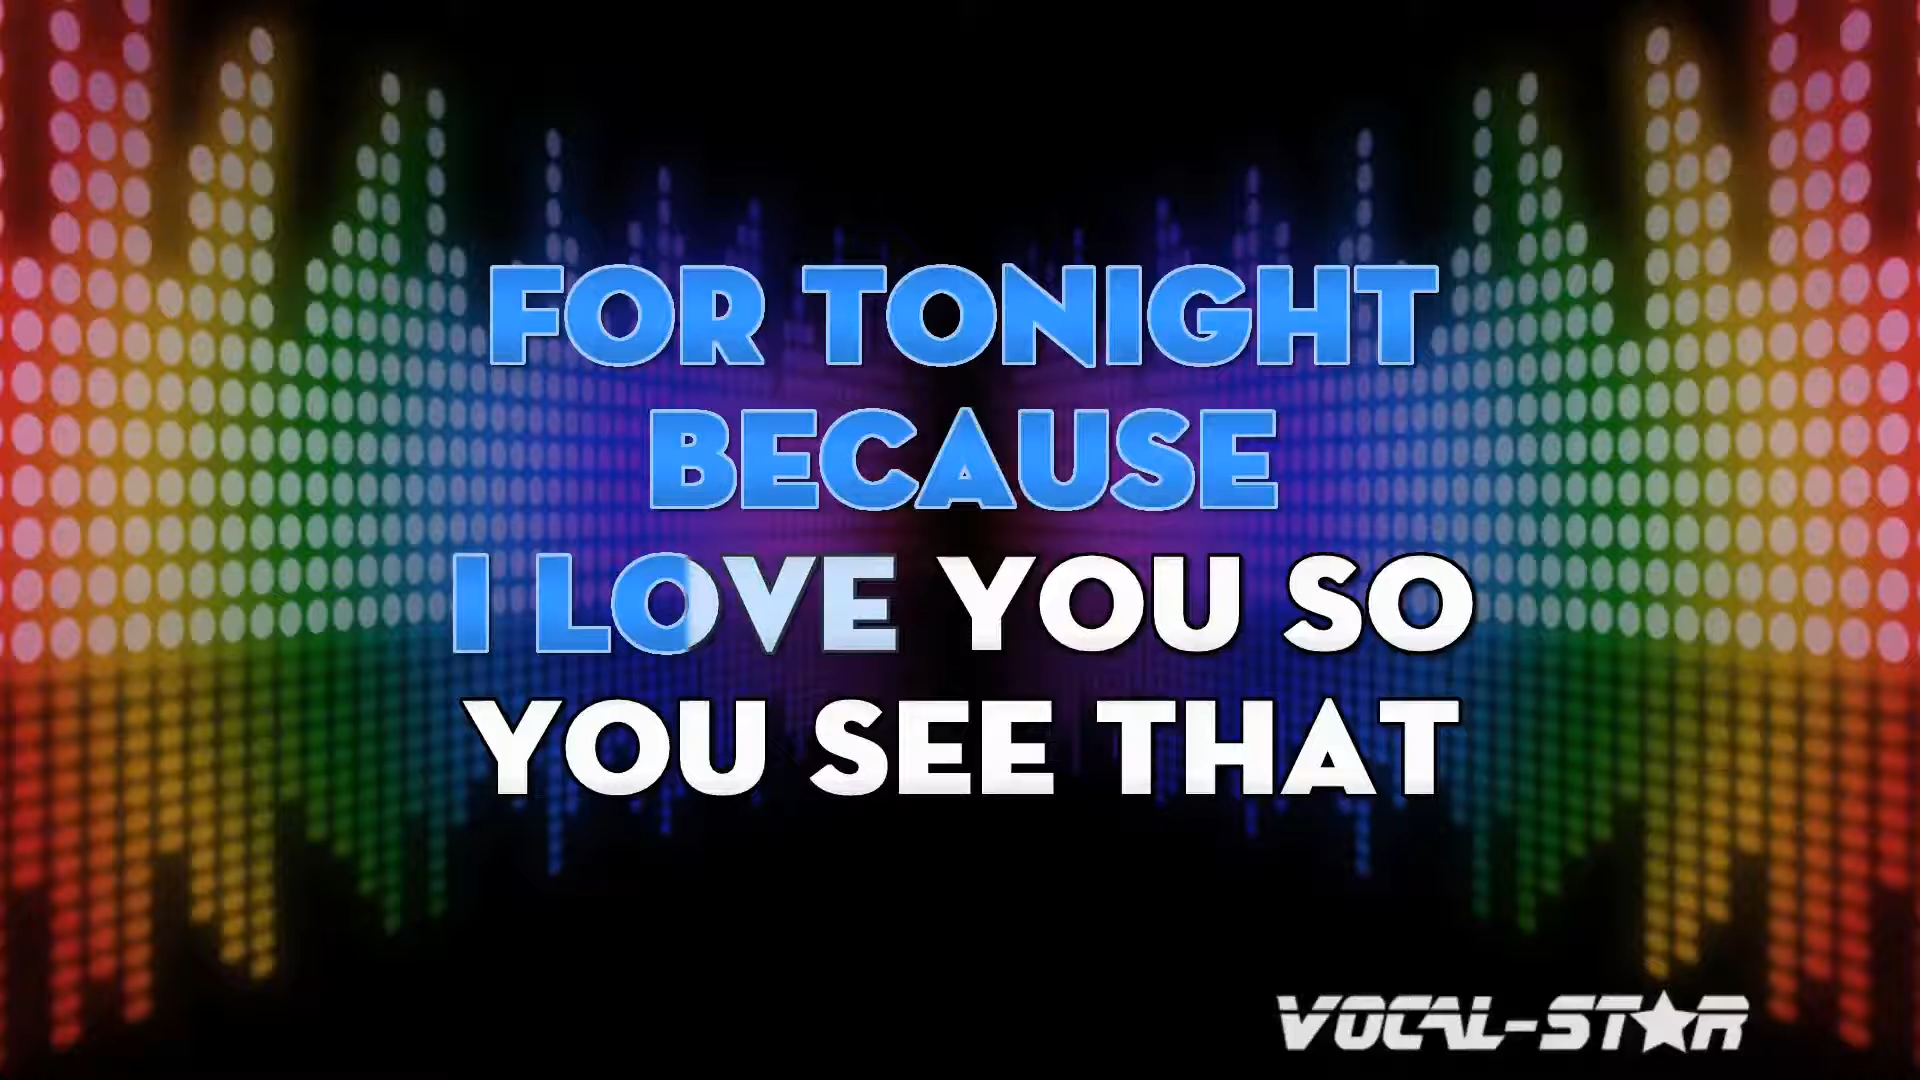 FOR TONIGHT
BECAUSE
I LOVE YOU SO
YOU SEE THAT
VOCAL-STAR